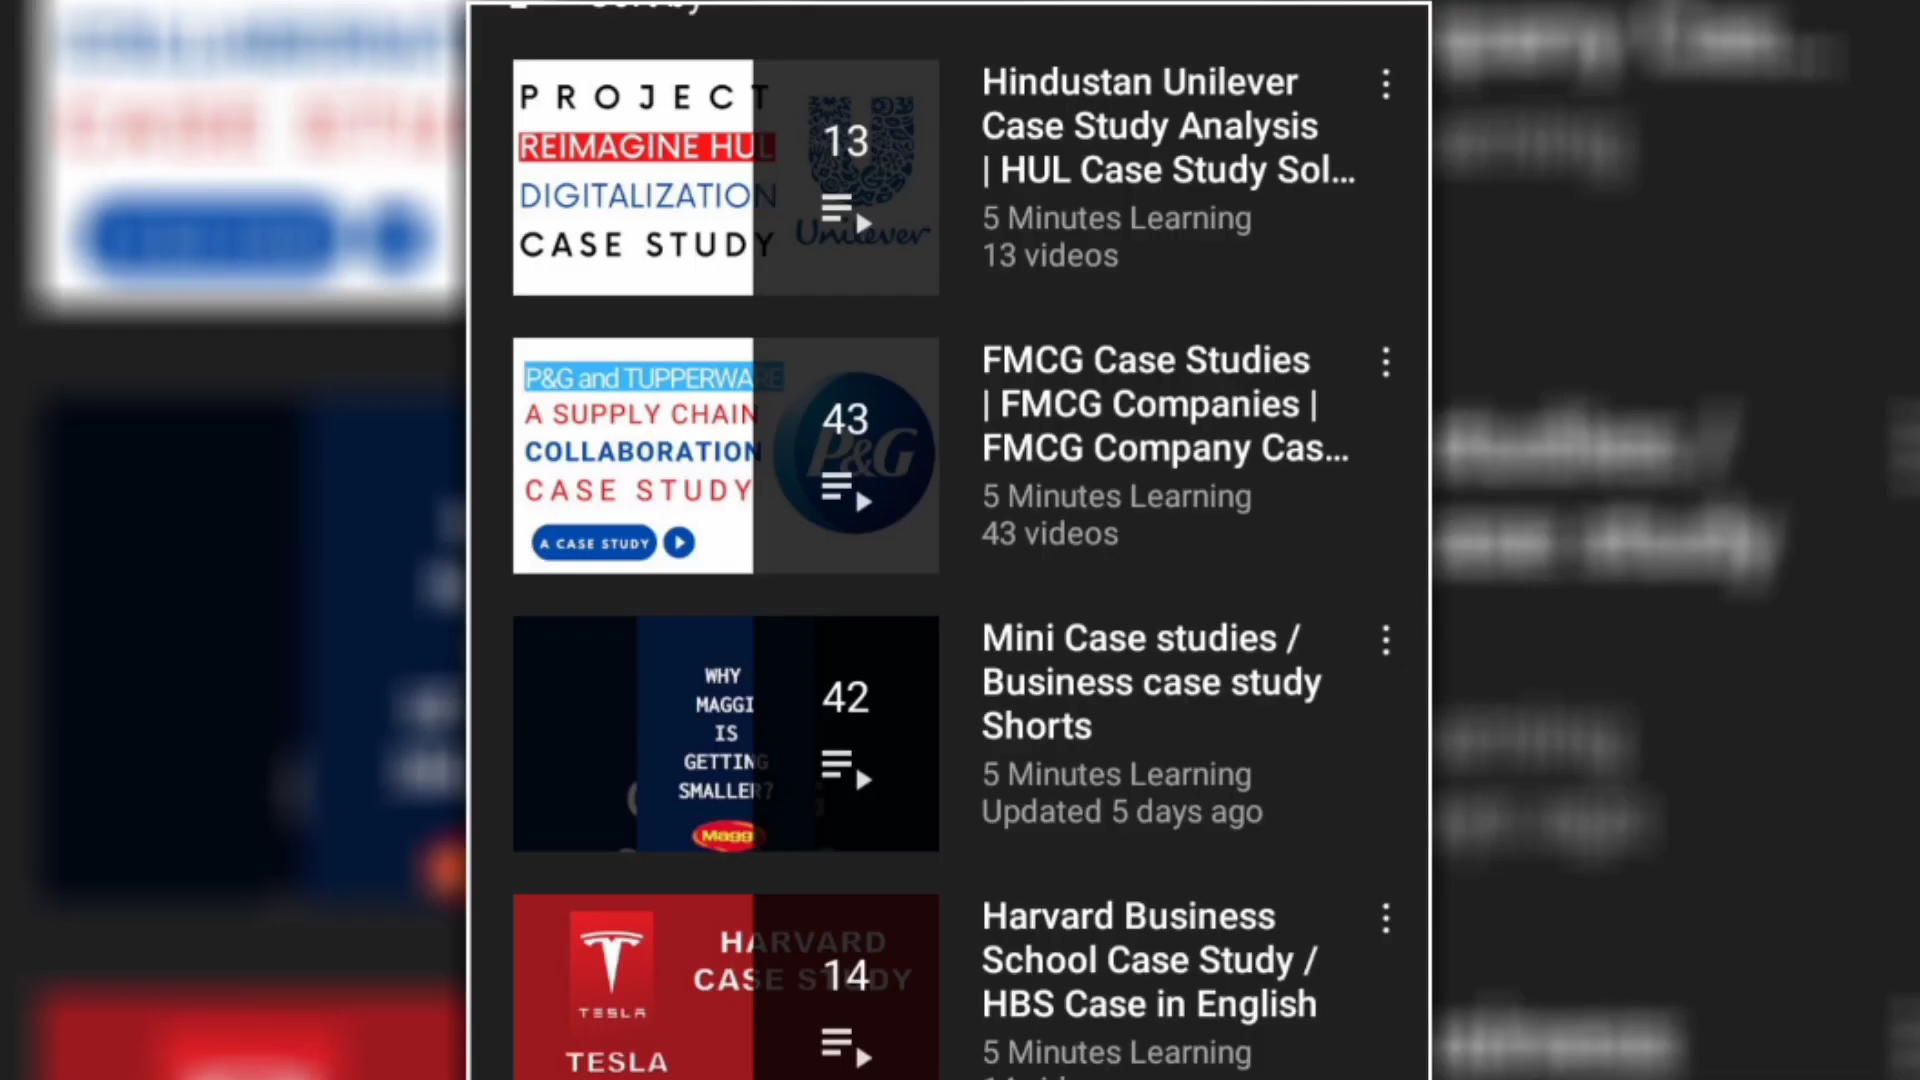 PROJECT
REIMAGINE HUL
DIGITALIZATION
CASE STUDY
13
Unilever
Hindustan Unilever
Case Study Analysis
| HUL Case Study Sol...
5 Minutes Learning
13 videos
P&G and TUPPERWARE
A SUPPLY CHAIN
COLLABORATION
CASE STUDY
A CASE STUDY
43
P&G
FMCG Case Studies
| FMCG Companies |
FMCG Company Cas...
5 Minutes Learning
43 videos
WHY
MAGGI
IS
GETTING
SMALLER?
Maggi
42
Mini Case studies /
Business case study
Shorts
5 Minutes Learning
Updated 5 days ago
TESLA
HARVARD
CASE STUDY
TESLA
14
Harvard Business
School Case Study /
HBS Case in English
5 Minutes Learning